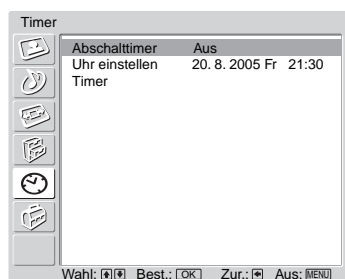 Timer
Abschalttimer Aus
Uhr einstellen 20. 8. 2005 Fr 21:30
Timer
Wahl: Best.: OK Zur.: Aus: MENU